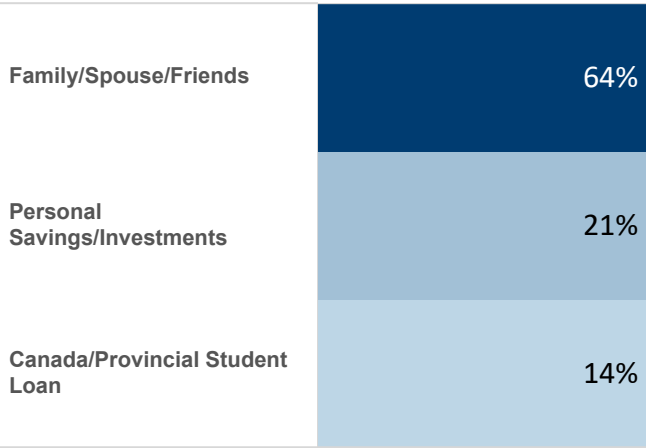 Family/Spouse/Friends
64%
Personal
Savings/Investments
21%
Canada/Provincial Student
Loan
14%